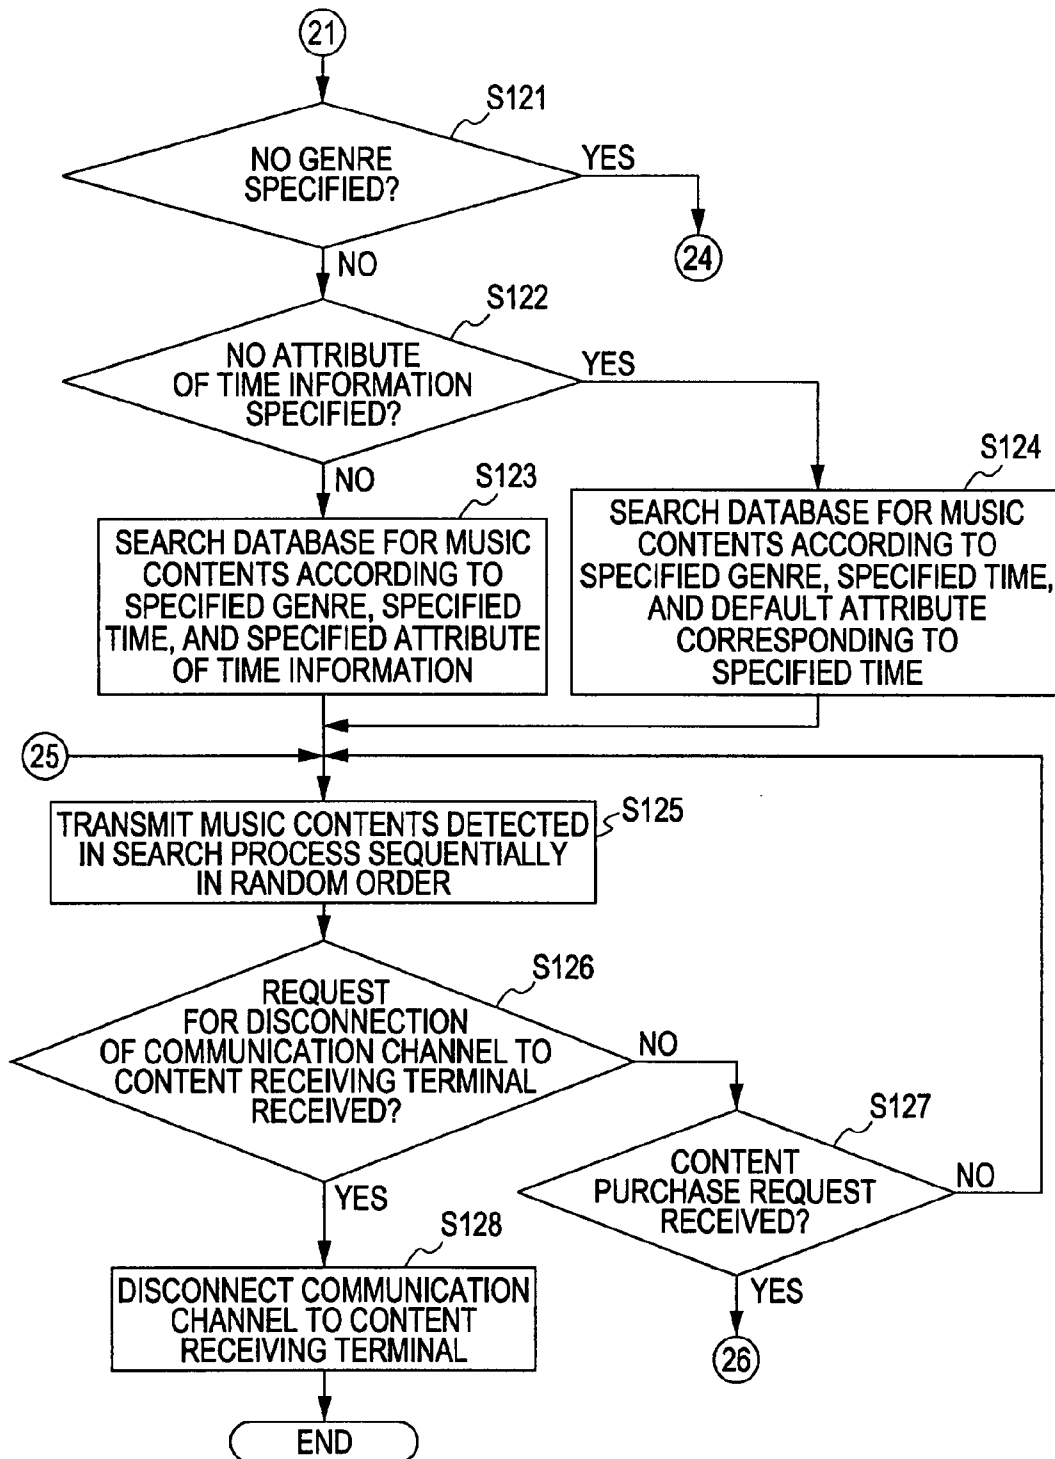 21
S121
NO GENRE
SPECIFIED?
YES
24
NO
S122
NO ATTRIBUTE
OF TIME INFORMATION
SPECIFIED?
YES
NO
S123
SEARCH DATABASE FOR MUSIC
CONTENTS ACCORDING TO
SPECIFIED GENRE, SPECIFIED
TIME, AND SPECIFIED ATTRIBUTE
OF TIME INFORMATION
S124
SEARCH DATABASE FOR MUSIC
CONTENTS ACCORDING TO
SPECIFIED GENRE, SPECIFIED TIME,
AND DEFAULT ATTRIBUTE
CORRESPONDING TO
SPECIFIED TIME
25
S125
TRANSMIT MUSIC CONTENTS DETECTED
IN SEARCH PROCESS SEQUENTIALLY
IN RANDOM ORDER
S126
REQUEST
FOR DISCONNECTION
OF COMMUNICATION CHANNEL TO
CONTENT RECEIVING TERMINAL
RECEIVED?
NO
YES
S127
CONTENT
PURCHASE REQUEST
RECEIVED?
NO
YES
26
S128
DISCONNECT COMMUNICATION
CHANNEL TO CONTENT
RECEIVING TERMINAL
END